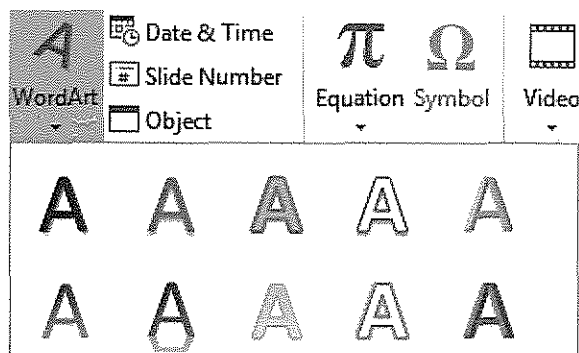 WordArt
Date & Time
# Slide Number
Object
π Equation
Ω Symbol
Video
A A A A A
A A A A A